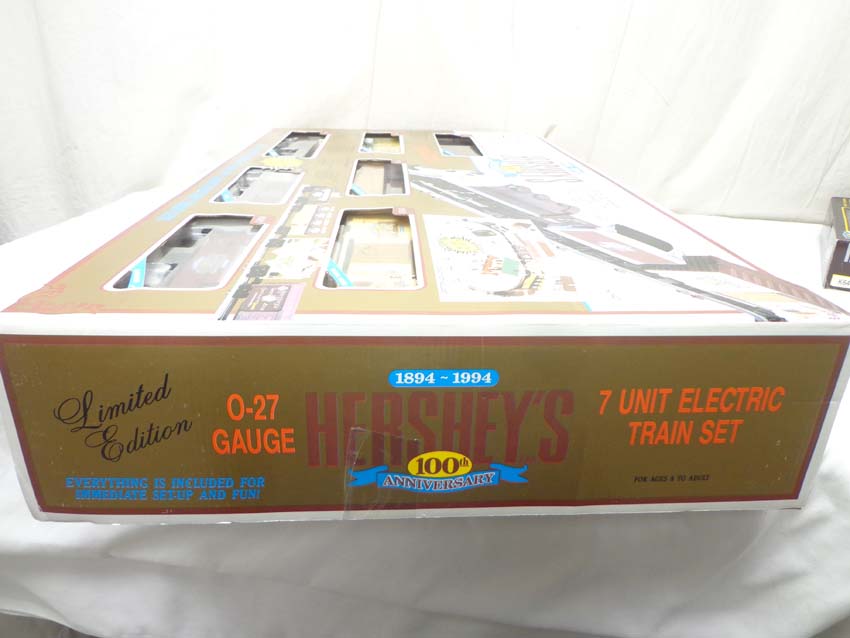 1894 ~ 1994
Limited
Edition
O-27
GAUGE
HERSHEY'S
7 UNIT ELECTRIC
TRAIN SET
100th
ANNIVERSARY
EVERYTHING IS INCLUDED FOR
IMMEDIATE SET-UP AND FUN!
FOR AGES 8 TO ADULT